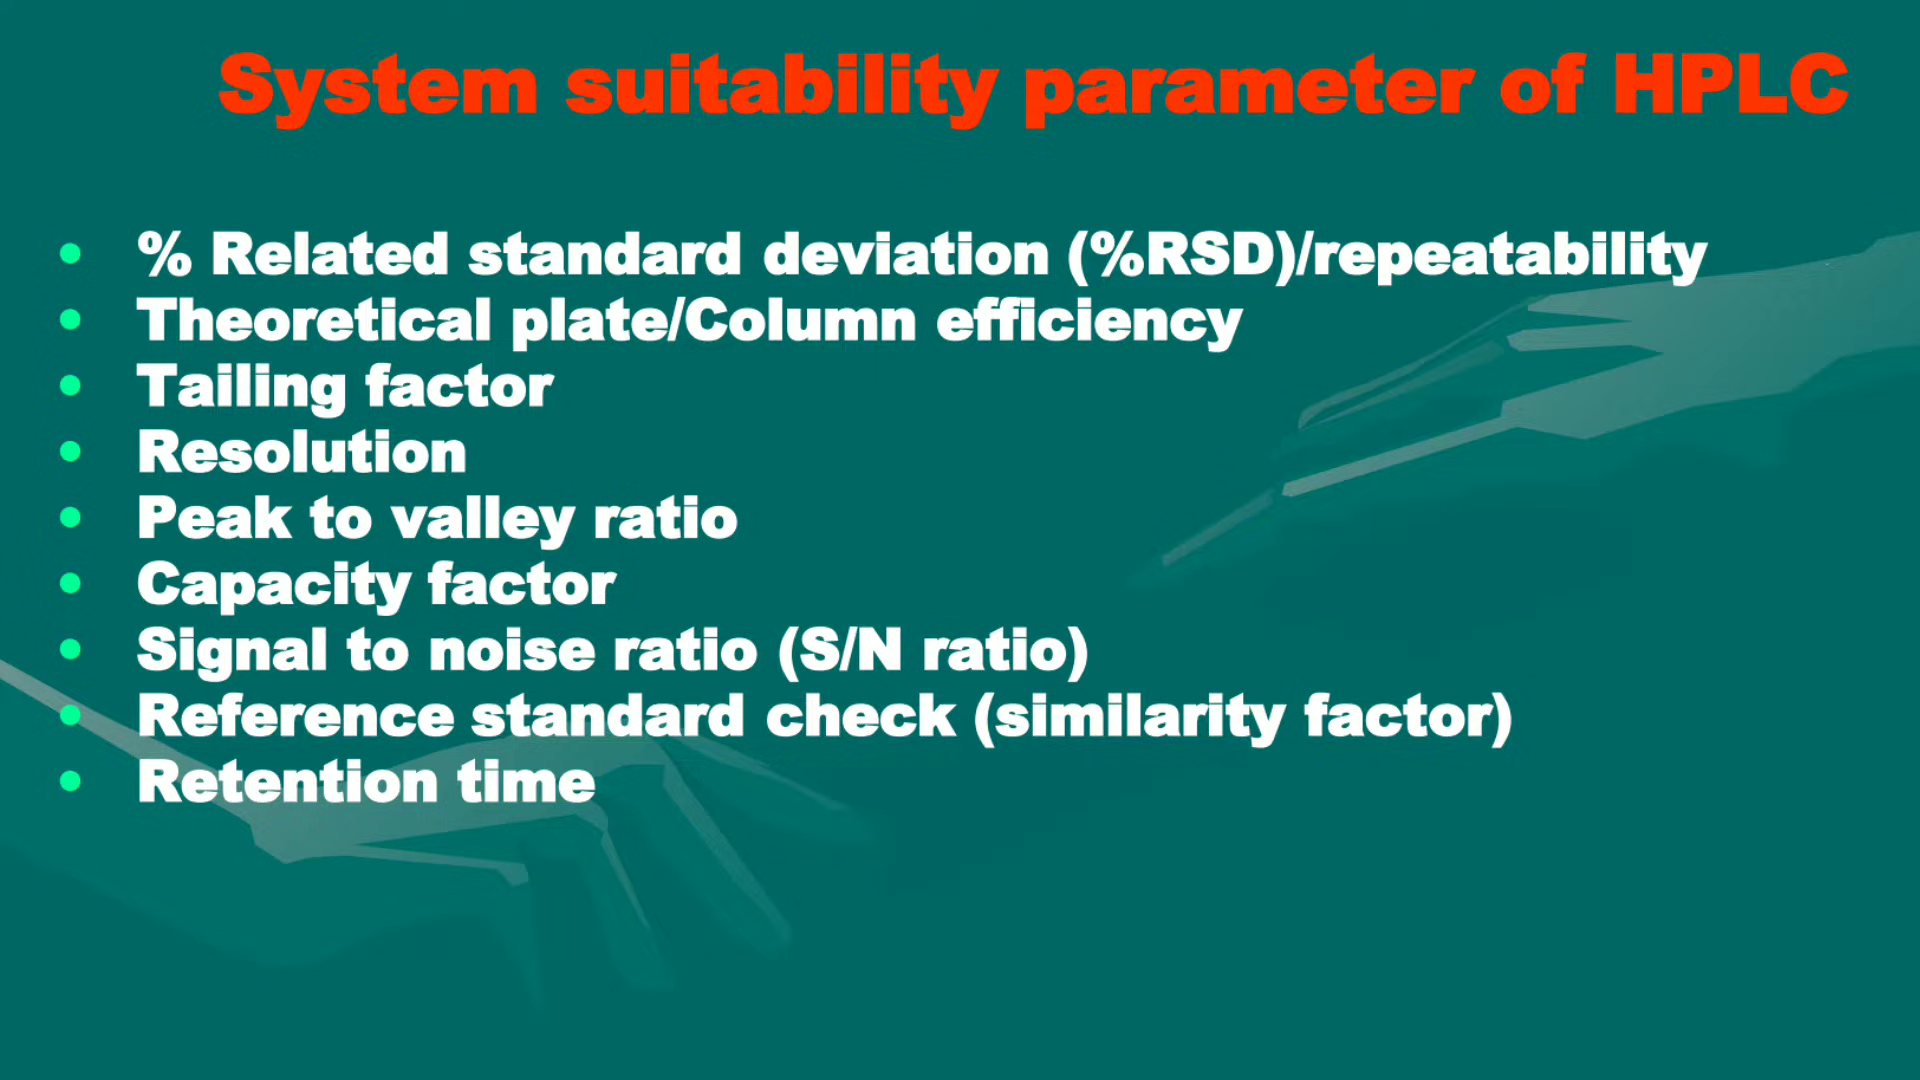 System suitability parameter of HPLC
• % Related standard deviation (%RSD)/repeatability
• Theoretical plate/Column efficiency
• Tailing factor
• Resolution
• Peak to valley ratio
• Capacity factor
• Signal to noise ratio (S/N ratio)
• Reference standard check (similarity factor)
• Retention time